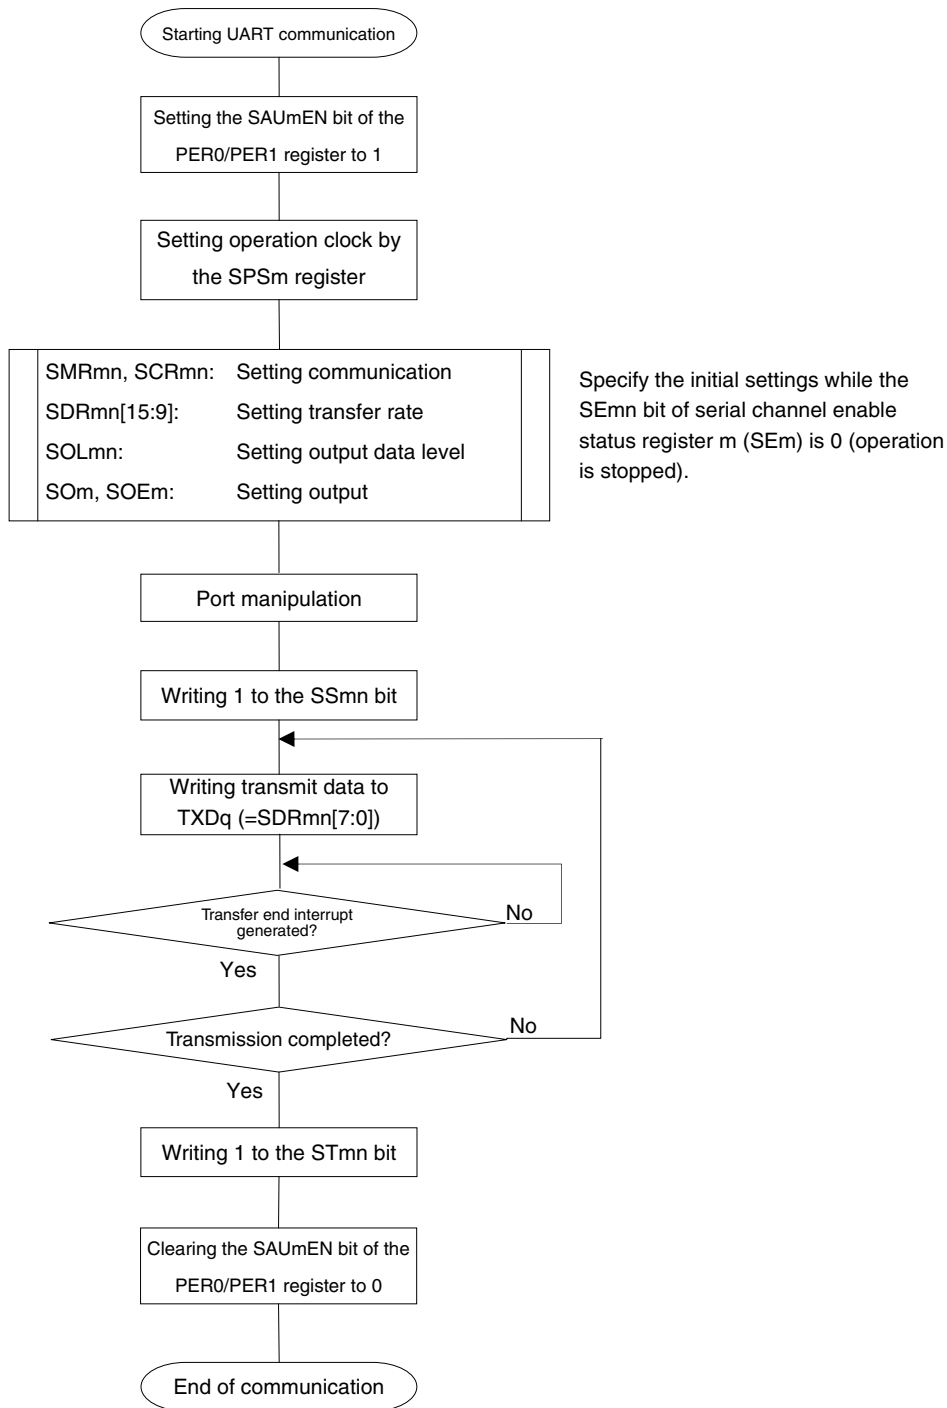 Starting UART communication
Setting the SAUmEN bit of the
PER0/PER1 register to 1
Setting operation clock by
the SPSm register
SMRmn, SCRmn: Setting communication
SDRmn[15:9]: Setting transfer rate
SOLmn: Setting output data level
SOm, SOEm: Setting output
Specify the initial settings while the
SEmn bit of serial channel enable
status register m (SEm) is 0 (operation
is stopped).
Port manipulation
Writing 1 to the SSmn bit
Writing transmit data to
TXDq (=SDRmn[7:0])
Transfer end interrupt
generated?
No
Yes
Transmission completed?
No
Yes
Writing 1 to the STmn bit
Clearing the SAUmEN bit of the
PER0/PER1 register to 0
End of communication